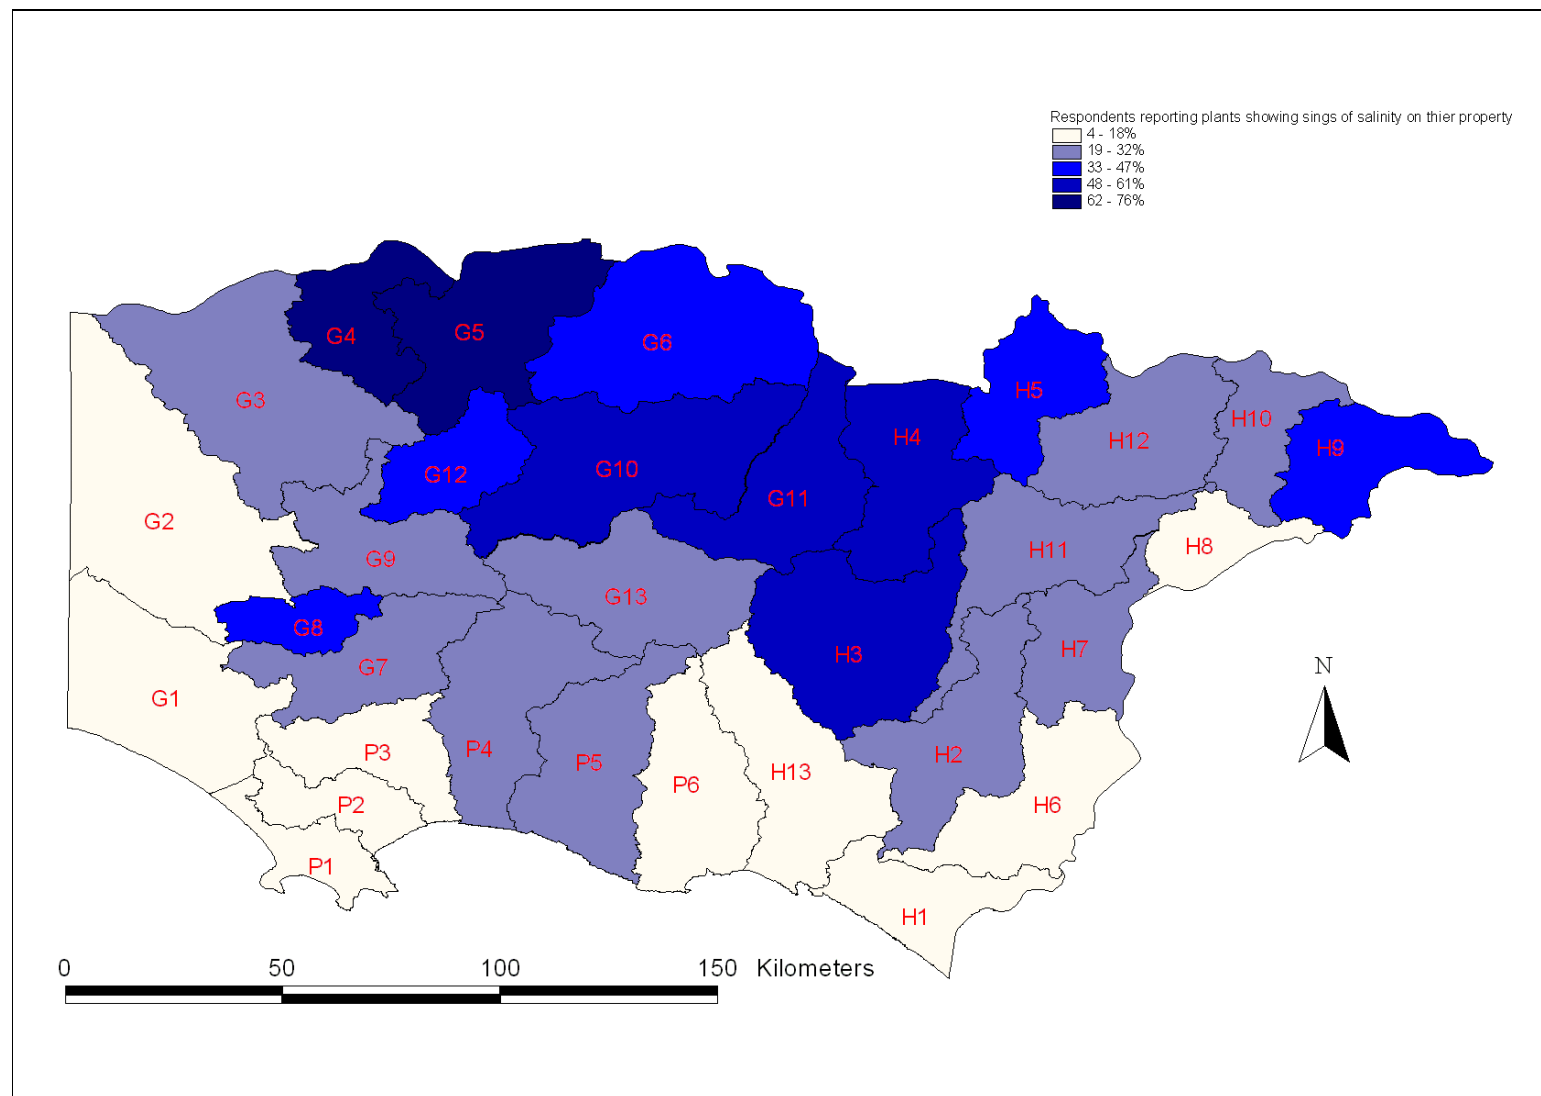 Respondents reporting plants showing sings of salinity on thier property
4 - 18%
19 - 32%
33 - 47%
48 - 61%
62 - 76%
G4
G5
G6
G3
H5
H10
H4
H12
H9
G12
G10
G11
G2
G9
H11
H8
G13
G8
G7
H3
H7
G1
N
P3
P4
P5
H2
P6
H13
P2
H6
P1
H1
0 50 100 150 Kilometers